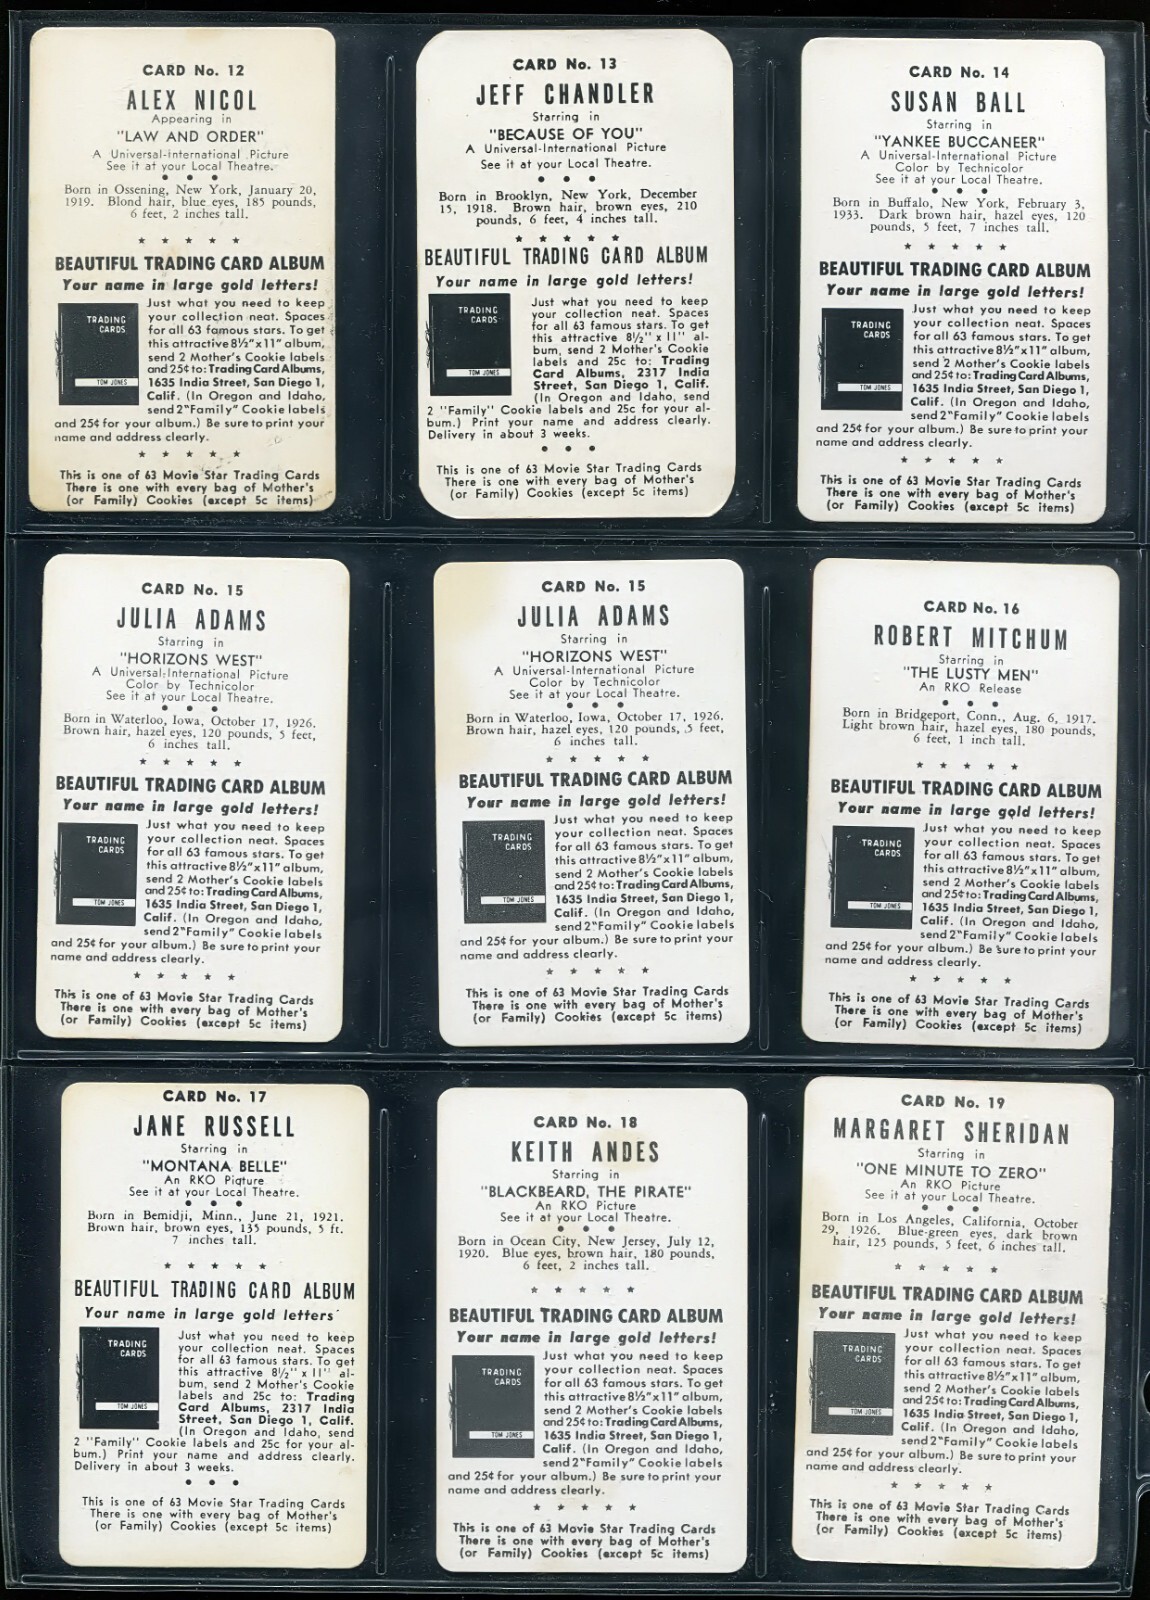 CARD No. 12
ALEX NICOL
Appearing in
"LAW AND ORDER"
A Universal-International Picture
See it at your Local Theatre.
Born in Ossening, New York, January 20,
1919. Blond hair, blue eyes, 185 pounds,
6 feet, 2 inches tall.
BEAUTIFUL TRADING CARD ALBUM
Your name in large gold letters!
TRADING
CARDS
TOM JONES
Just what you need to keep
your collection neat. Spaces
for all 63 famous stars. To get
this attractive 8½"x11" album,
send 2 Mother's Cookie labels
and 25¢ to: Trading Card Albums,
1635 India Street, San Diego 1,
Calif. (In Oregon and Idaho,
send 2 "Family" Cookie labels
and 25¢ for your album.) Be sure to print your
name and address clearly.
This is one of 63 Movie Star Trading Cards
There is one with every bag of Mother's
(or Family) Cookies (except 5c items)
CARD No. 13
JEFF CHANDLER
Starring in
"BECAUSE OF YOU"
A Universal-International Picture
See it at your Local Theatre.
Born in Brooklyn, New York, December
15, 1918. Brown hair, brown eyes, 210
pounds, 6 feet, 4 inches tall.
BEAUTIFUL TRADING CARD ALBUM
Your name in large gold letters!
TRADING
CARDS
TOM JONES
Just what you need to keep
your collection neat. Spaces
for all 63 famous stars. To get
this attractive 8½" x 11" al-
bum, send 2 Mother's Cookie
labels and 25c to: Trading
Card Albums, 2317 India
Street, San Diego 1, Calif.
(In Oregon and Idaho, send
2 "Family" Cookie labels and 25c for your al-
bum.) Print your name and address clearly.
Delivery in about 3 weeks.
This is one of 63 Movie Star Trading Cards
There is one with every bag of Mother's
(or Family) Cookies (except 5c items)
CARD No. 14
SUSAN BALL
Starring in
"YANKEE BUCCANEER"
A Universal-International Picture
Color by Technicolor
See it at your Local Theatre.
Born in Buffalo, New York, February 3,
1933. Dark brown hair, hazel eyes, 120
pounds, 5 feet, 7 inches tall.
BEAUTIFUL TRADING CARD ALBUM
Your name in large gold letters!
TRADING
CARDS
TOM JONES
Just what you need to keep
your collection neat. Spaces
for all 63 famous stars. To get
this attractive 8½"x11" album,
send 2 Mother's Cookie labels
and 25¢ to: Trading Card Albums,
1635 India Street, San Diego 1,
Calif. (In Oregon and Idaho,
send 2 "Family" Cookie labels
and 25¢ for your album.) Be sure to print your
name and address clearly.
This is one of 63 Movie Star Trading Cards
There is one with every bag of Mother's
(or Family) Cookies (except 5c items)
CARD No. 15
JULIA ADAMS
Starring in
"HORIZONS WEST"
A Universal-International Picture
Color by Technicolor
See it at your Local Theatre.
Born in Waterloo, Iowa, October 17, 1926.
Brown hair, hazel eyes, 120 pounds, 5 feet,
6 inches tall.
BEAUTIFUL TRADING CARD ALBUM
Your name in large gold letters!
TRADING
CARDS
TOM JONES
Just what you need to keep
your collection neat. Spaces
for all 63 famous stars. To get
this attractive 8½"x11" album,
send 2 Mother's Cookie labels
and 25¢ to: Trading Card Albums,
1635 India Street, San Diego 1,
Calif. (In Oregon and Idaho,
send 2 "Family" Cookie labels
and 25¢ for your album.) Be sure to print your
name and address clearly.
This is one of 63 Movie Star Trading Cards
There is one with every bag of Mother's
(or Family) Cookies (except 5c items)
CARD No. 15
JULIA ADAMS
Starring in
"HORIZONS WEST"
A Universal-International Picture
Color by Technicolor
See it at your Local Theatre.
Born in Waterloo, Iowa, October 17, 1926.
Brown hair, hazel eyes, 120 pounds, 5 feet,
6 inches tall.
BEAUTIFUL TRADING CARD ALBUM
Your name in large gold letters!
TRADING
CARDS
TOM JONES
Just what you need to keep
your collection neat. Spaces
for all 63 famous stars. To get
this attractive 8½"x11" album,
send 2 Mother's Cookie labels
and 25¢ to: Trading Card Albums,
1635 India Street, San Diego 1,
Calif. (In Oregon and Idaho,
send 2 "Family" Cookie labels
and 25¢ for your album.) Be sure to print your
name and address clearly.
This is one of 63 Movie Star Trading Cards
There is one with every bag of Mother's
(or Family) Cookies (except 5c items)
CARD No. 16
ROBERT MITCHUM
Starring in
"THE LUSTY MEN"
An RKO Release
Born in Bridgeport, Conn., Aug. 6, 1917.
Light brown hair, hazel eyes, 180 pounds,
6 feet, 1 inch tall.
BEAUTIFUL TRADING CARD ALBUM
Your name in large gold letters!
TRADING
CARDS
TOM JONES
Just what you need to keep
your collection neat. Spaces
for all 63 famous stars. To get
this attractive 8½"x11" album,
send 2 Mother's Cookie labels
and 25¢ to: Trading Card Albums,
1635 India Street, San Diego 1,
Calif. (In Oregon and Idaho,
send 2 "Family" Cookie labels
and 25¢ for your album.) Be sure to print your
name and address clearly.
This is one of 63 Movie Star Trading Cards
There is one with every bag of Mother's
(or Family) Cookies (except 5c items)
CARD No. 17
JANE RUSSELL
Starring in
"MONTANA BELLE"
An RKO Picture
See it at your Local Theatre.
Born in Bemidji, Minn., June 21, 1921.
Brown hair, brown eyes, 135 pounds, 5 ft.
7 inches tall.
BEAUTIFUL TRADING CARD ALBUM
Your name in large gold letters
TRADING
CARDS
TOM JONES
Just what you need to keep
your collection neat. Spaces
for all 63 famous stars. To get
this attractive 8½" x 11" al-
bum, send 2 Mother's Cookie
labels and 25c to: Trading
Card Albums, 2317 India
Street, San Diego 1, Calif.
(In Oregon and Idaho, send
2 "Family" Cookie labels and 25c for your al-
bum.) Print your name and address clearly.
Delivery in about 3 weeks.
This is one of 63 Movie Star Trading Cards
There is one with every bag of Mother's
(or Family) Cookies (except 5c items)
CARD No. 18
KEITH ANDES
Starring in
"BLACKBEARD, THE PIRATE"
An RKO Picture
See it at your Local Theatre.
Born in Ocean City, New Jersey, July 12,
1920. Blue eyes, brown hair, 180 pounds,
6 feet, 2 inches tall.
BEAUTIFUL TRADING CARD ALBUM
Your name in large gold letters!
TRADING
CARDS
TOM JONES
Just what you need to keep
your collection neat. Spaces
for all 63 famous stars. To get
this attractive 8½"x11" album,
send 2 Mother's Cookie labels
and 25¢ to: Trading Card Albums,
1635 India Street, San Diego 1,
Calif. (In Oregon and Idaho,
send 2 "Family" Cookie labels
and 25¢ for your album.) Be sure to print your
name and address clearly.
This is one of 63 Movie Star Trading Cards
There is one with every bag of Mother's
(or Family) Cookies (except 5c items)
CARD No. 19
MARGARET SHERIDAN
Starring in
"ONE MINUTE TO ZERO"
An RKO Picture
See it at your Local Theatre.
Born in Los Angeles, California, October
29, 1926. Blue-green eyes, dark brown
hair, 125 pounds, 5 feet, 6 inches tall.
BEAUTIFUL TRADING CARD ALBUM
Your name in large gold letters!
TRADING
CARDS
TOM JONES
Just what you need to keep
your collection neat. Spaces
for all 63 famous stars. To get
this attractive 8½"x11" album,
send 2 Mother's Cookie labels
and 25¢ to: Trading Card Albums,
1635 India Street, San Diego 1,
Calif. (In Oregon and Idaho,
send 2 "Family" Cookie labels
and 25¢ for your album.) Be sure to print your
name and address clearly.
This is one of 63 Movie Star Trading Cards
There is one with every bag of Mother's
(or Family) Cookies (except 5c items)